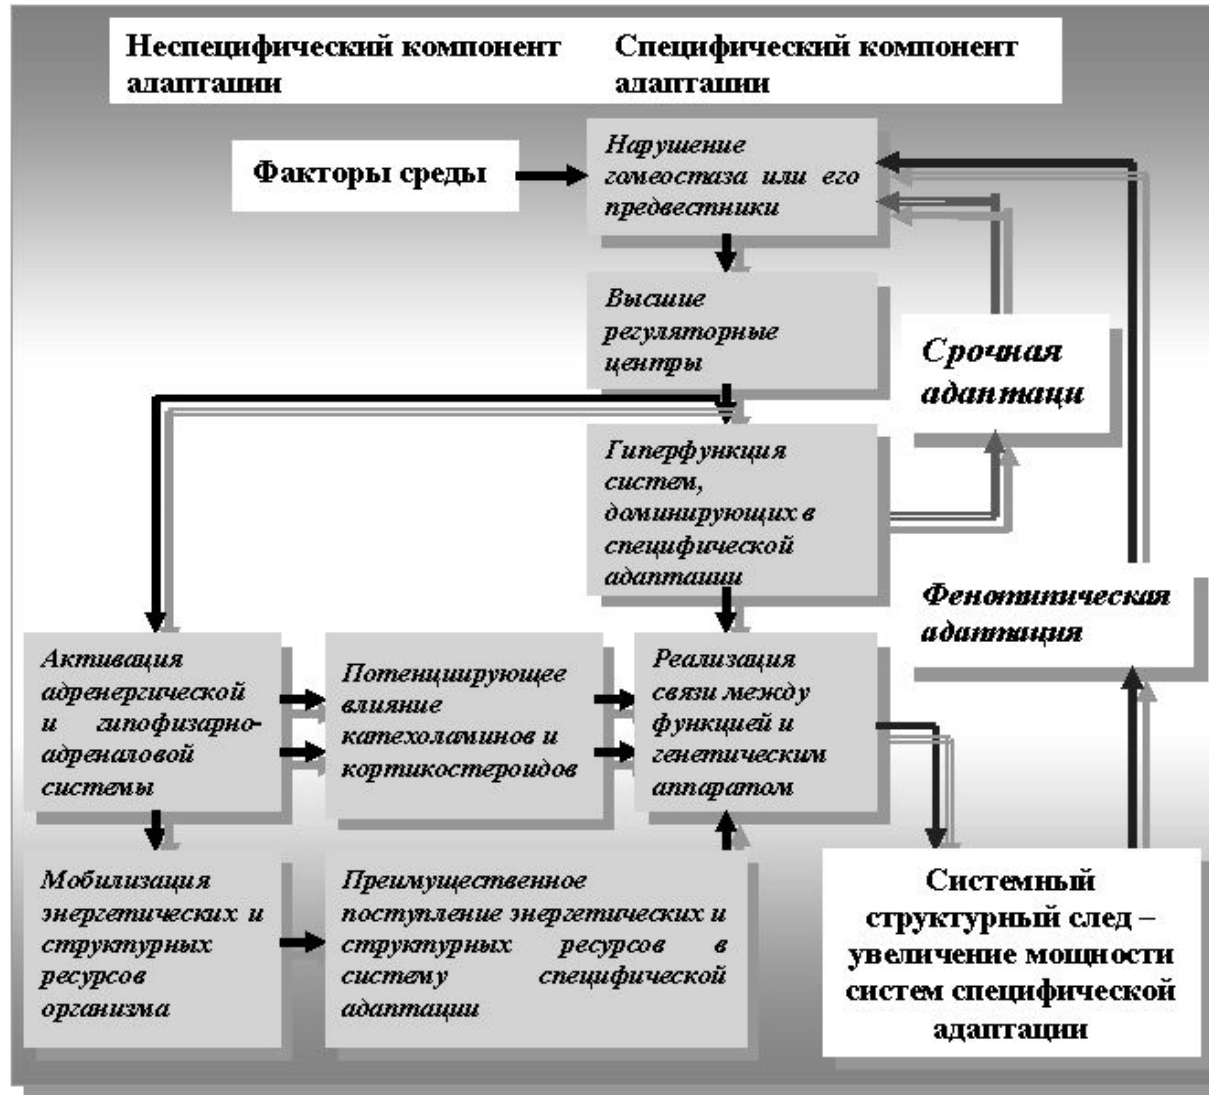 Неспецифический компонент
адаптации
Специфический компонент
адаптации
Факторы среды
Нарушение
гомеостаза или его
предвестники
Высшие
регуляторные
центры
Срочная
адаптаци
Гиперфункция
систем,
доминирующих в
специфической
адаптации
Фенотипическая
адаптация
Активация
адренергической
и гипофизарно-
адреналовой
системы
Потенциирующее
влияние
катехоламинов и
кортикостероидов
Реализация
связи между
функцией и
генетическим
аппаратом
Мобилизация
энергетических и
структурных
ресурсов
организма
Преимущественное
поступление энергетических и
структурных ресурсов в
систему специфической
адаптации
Системный
структурный след –
увеличение мощности
систем специфической
адаптации